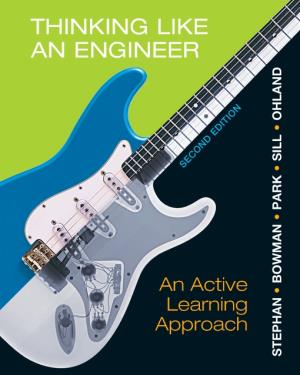 THINKING LIKE
AN ENGINEER
SECOND EDITION
An Active
Learning
Approach
STEPHAN • BOWMAN • PARK • SILL • OHLAND